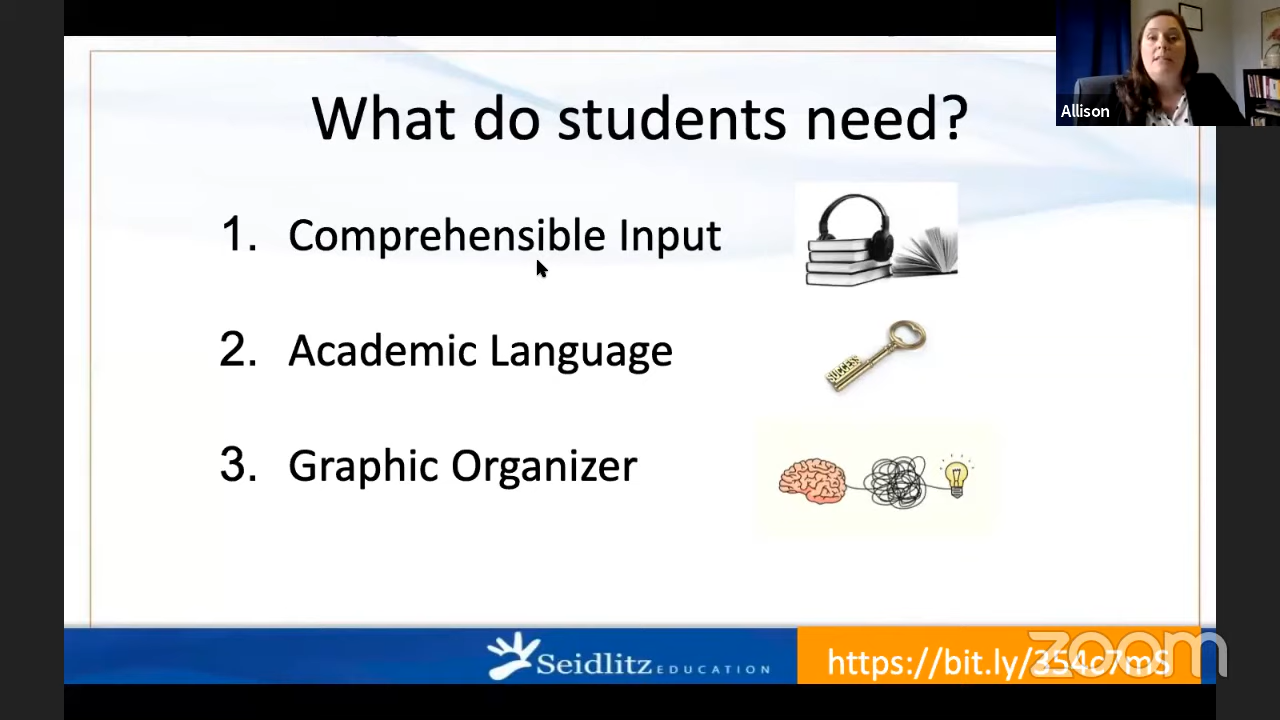 What do students need?
Allison
1. Comprehensible Input
2. Academic Language
SUCCESS
3. Graphic Organizer
Seidlitz EDUCATION
https://bit.ly/354c7mS
zoom